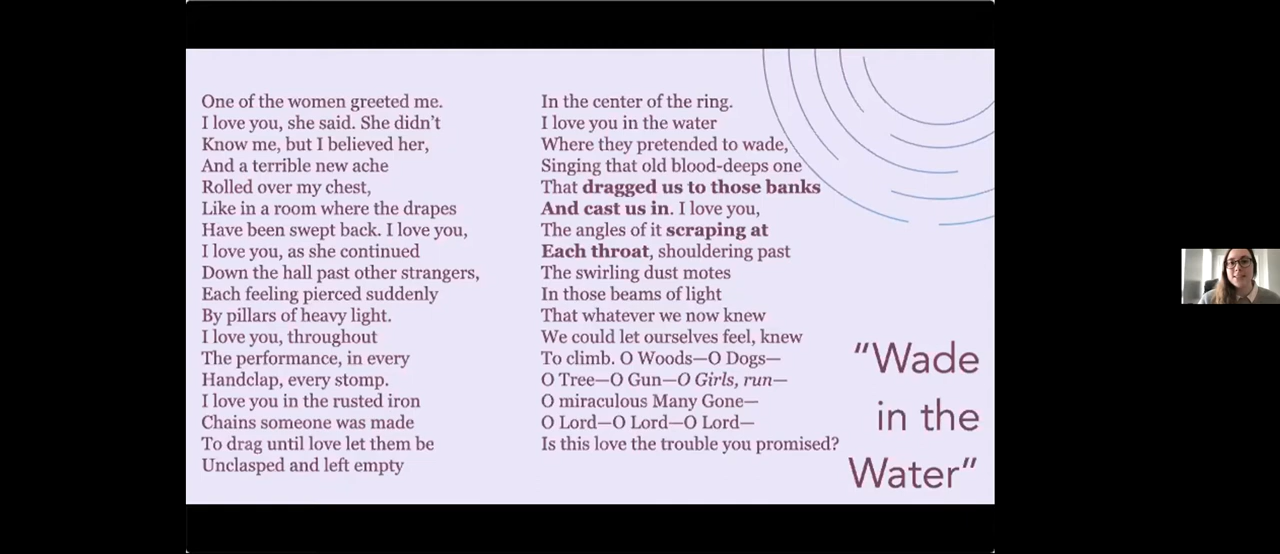 One of the women greeted me.
I love you, she said. She didn't
Know me, but I believed her,
And a terrible new ache
Rolled over my chest,
Like in a room where the drapes
Have been swept back. I love you,
I love you, as she continued
Down the hall past other strangers,
Each feeling pierced suddenly
By pillars of heavy light.
I love you, throughout
The performance, in every
Handclap, every stomp.
I love you in the rusted iron
Chains someone was made
To drag until love let them be
Unclasped and left empty
In the center of the ring.
I love you in the water
Where they pretended to wade,
Singing that old blood-deeps one
That dragged us to those banks
And cast us in. I love you,
The angles of it scraping at
Each throat, shouldering past
The swirling dust motes
In those beams of light
That whatever we now knew
We could let ourselves feel, knew
To climb. O Woods—O Dogs—
O Tree—O Gun—O Girls, run—
O miraculous Many Gone—
O Lord—O Lord—O Lord—
Is this love the trouble you promised?
"Wade
in the
Water"